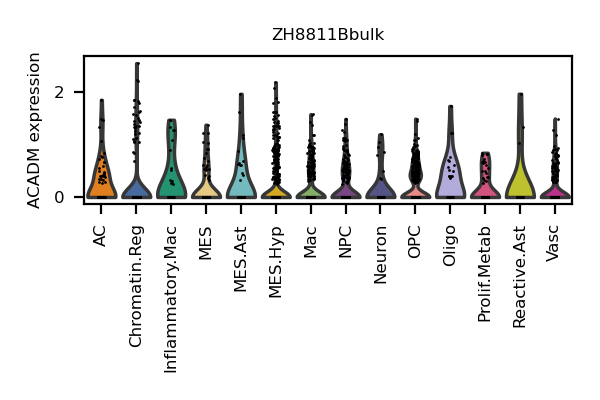 ZH8811Bbulk
ACADM expression
2
0
AC
Chromatin.Reg
Inflammatory.Mac
MES
MES.Ast
MES.Hyp
Mac
NPC
Neuron
OPC
Oligo
Prolif.Metab
Reactive.Ast
Vasc